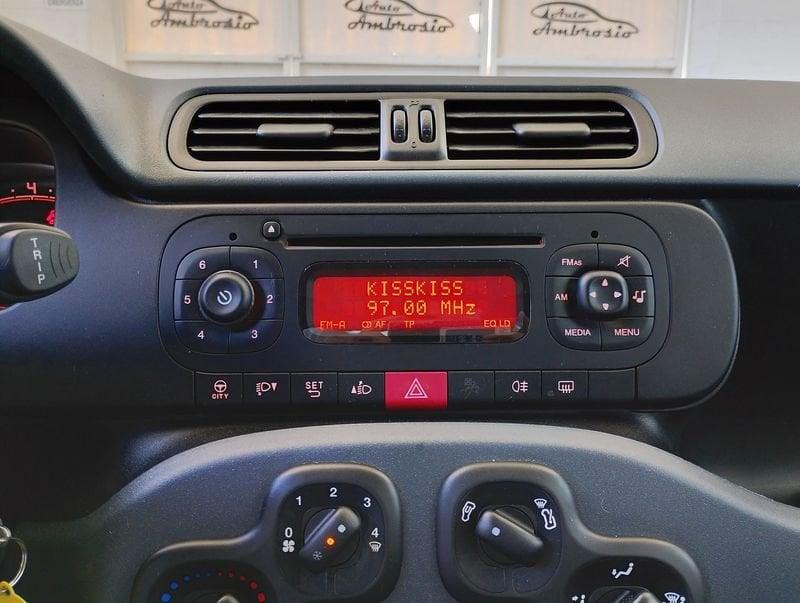 Auto
Ambrosio
Auto
Ambrosio
Auto
Ambrosio
4
TRIP
6 1
5 2
4 3
KISSKISS
97.00 MHz
FM-A AF TP EQ LD
FMAS
AM
MEDIA MENU
CITY
SET
0 1 2 3 4